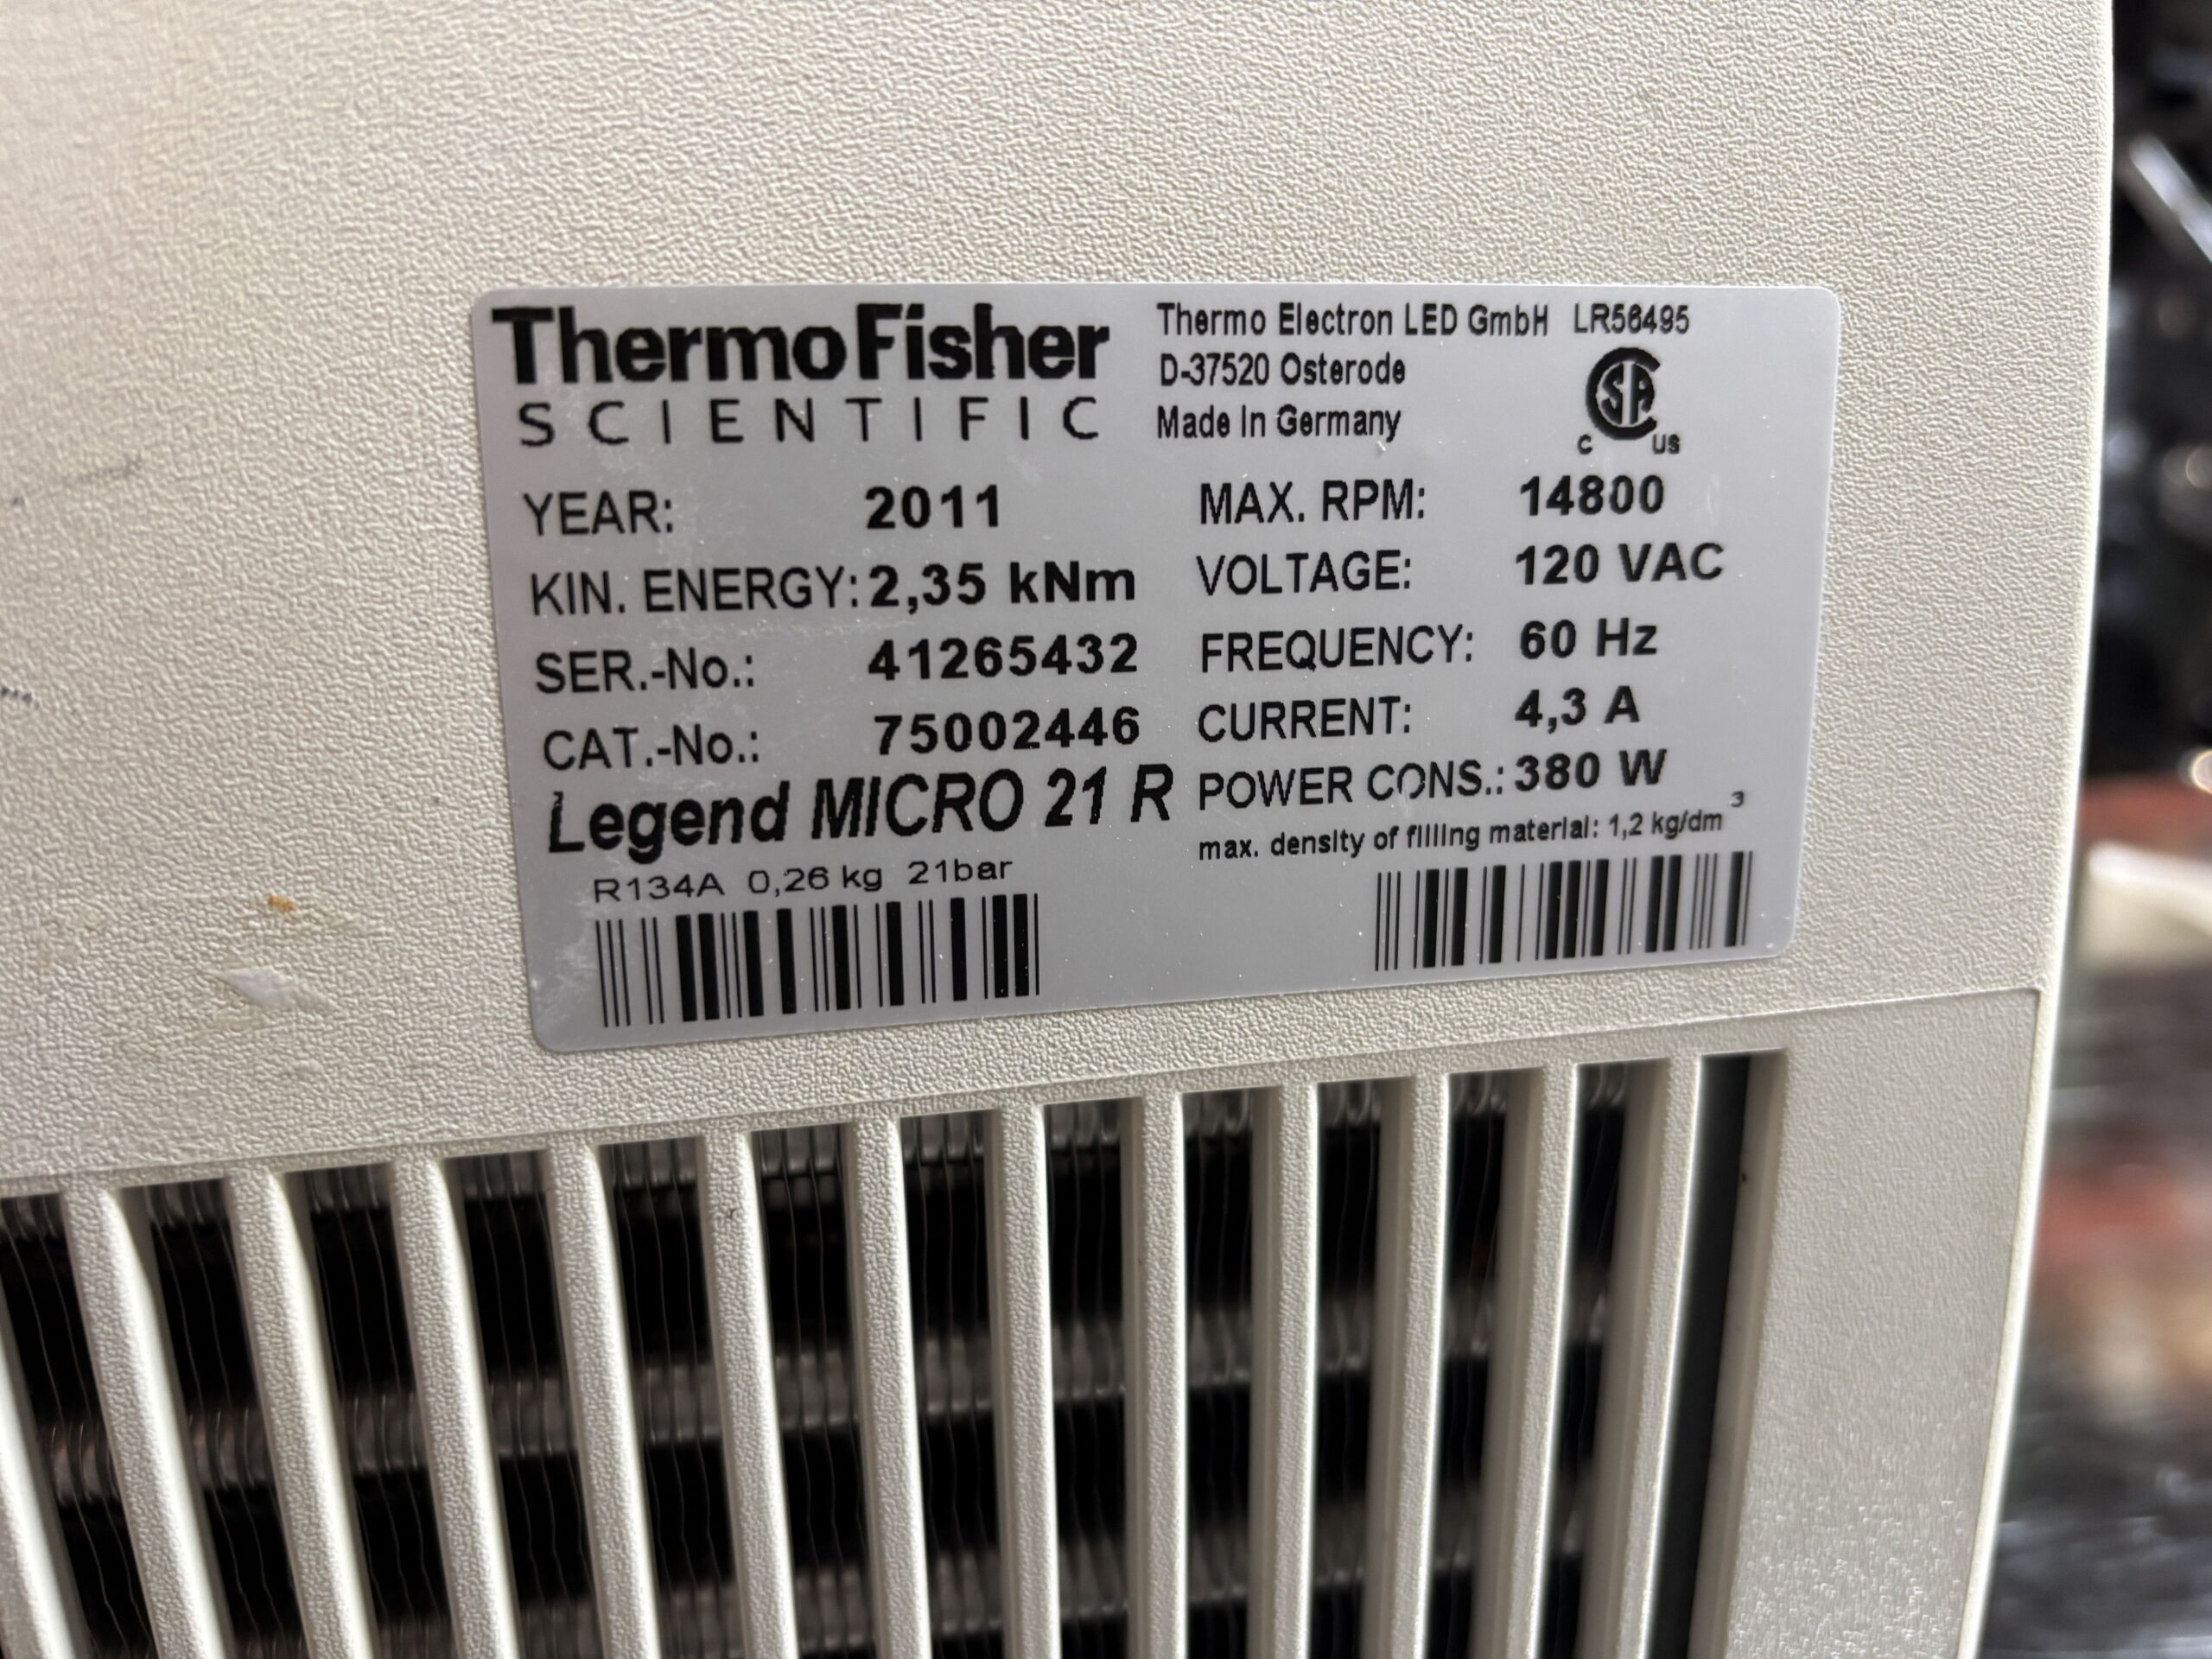 ThermoFisher
SCIENTIFIC
Thermo Electron LED GmbH LR56495
D-37520 Osterode
Made in Germany
CSA
C US
YEAR: 2011
KIN. ENERGY: 2,35 kNm
SER.-No.: 41265432
CAT.-No.: 75002446
Legend MICRO 21 R
R134A 0,26 kg 21bar
MAX. RPM: 14800
VOLTAGE: 120 VAC
FREQUENCY: 60 Hz
CURRENT: 4,3 A
POWER CONS.: 380 W
max. density of filling material: 1,2 kg/dm³